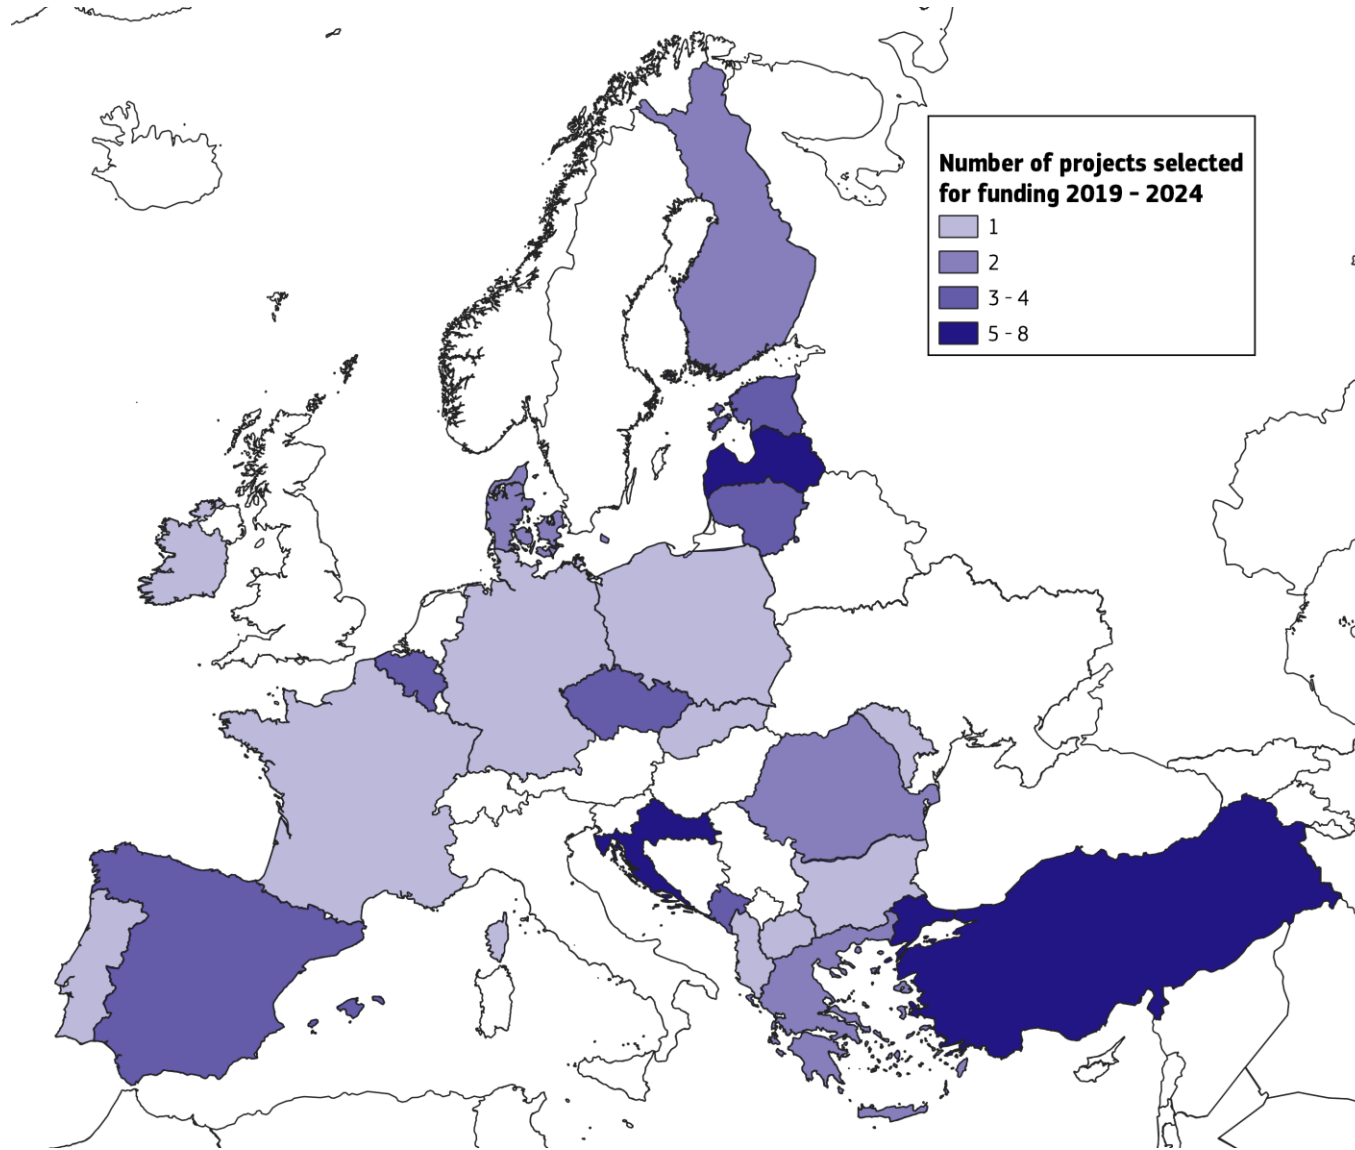 Number of projects selected
for funding 2019 - 2024
1
2
3 - 4
5 - 8